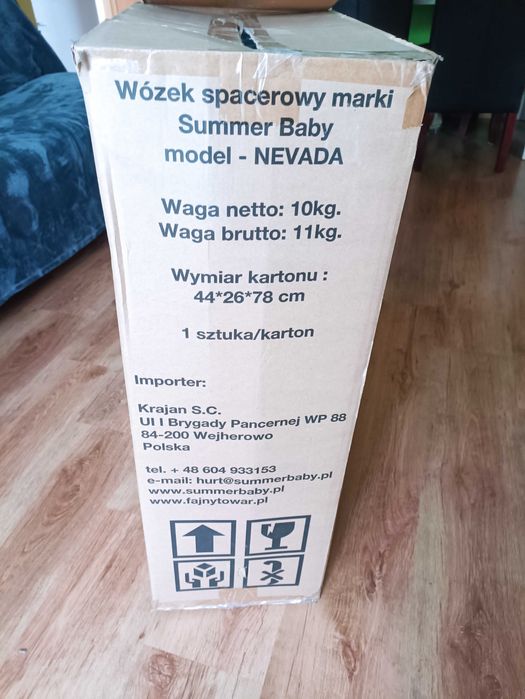 Wózek spacerowy marki
Summer Baby
model - NEVADA
Waga netto: 10kg.
Waga brutto: 11kg.
Wymiar kartonu :
44*26*78 cm
1 sztuka/karton
Importer:
Krajan S.C.
Ul I Brygady Pancernej WP 88
84-200 Wejherowo
Polska
tel. + 48 604 933153
e-mail: hurt@summerbaby.pl
www.summerbaby.pl
www.fajnytowar.pl